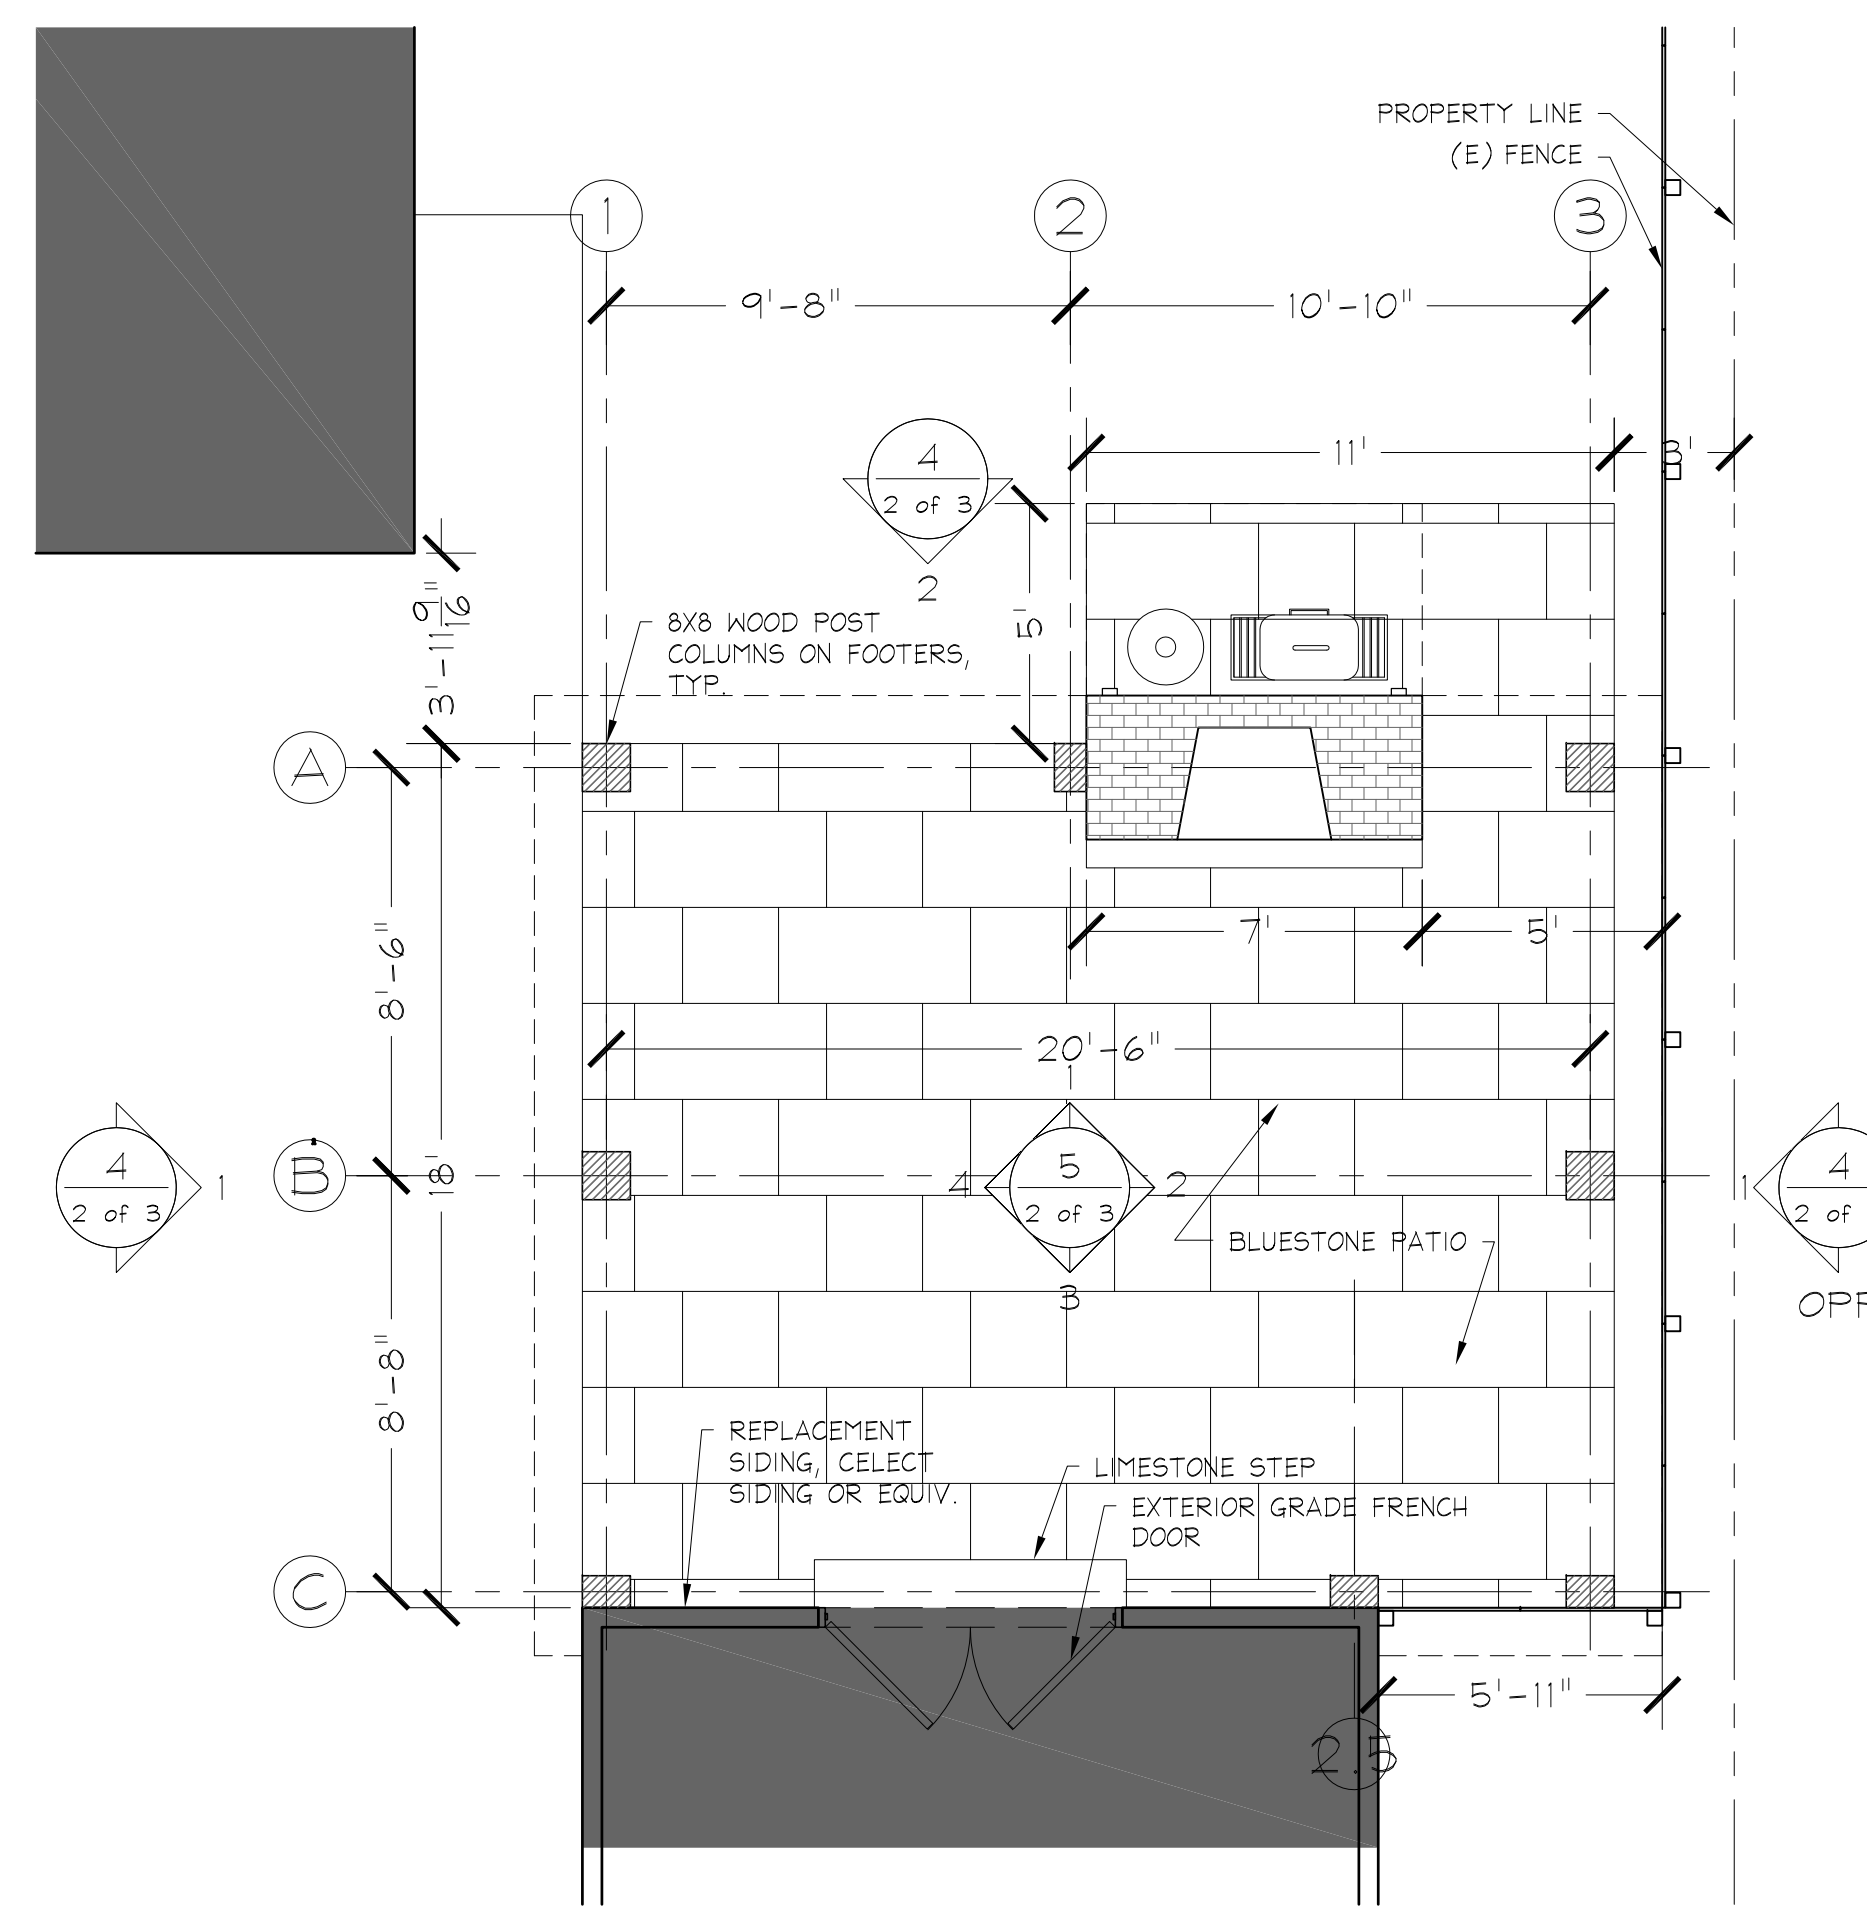 PROPERTY LINE
(E) FENCE
1
2
3
9'-8"
10'-10"
11'
3'
4
2 of 3
2
3'-11 9/16"
8X8 WOOD POST
COLUMNS ON FOOTERS,
TYP.
5'
A
8'-6"
7'
5'
20'-6"
4
2 of 3
1
B
18'
1
4
5
2 of 3
2
3
BLUESTONE PATIO
1
4
2 of
OPP
8'-8"
REPLACEMENT
SIDING, CELECT
SIDING OR EQUIV.
LIMESTONE STEP
EXTERIOR GRADE FRENCH
DOOR
C
5'-11"
2.5